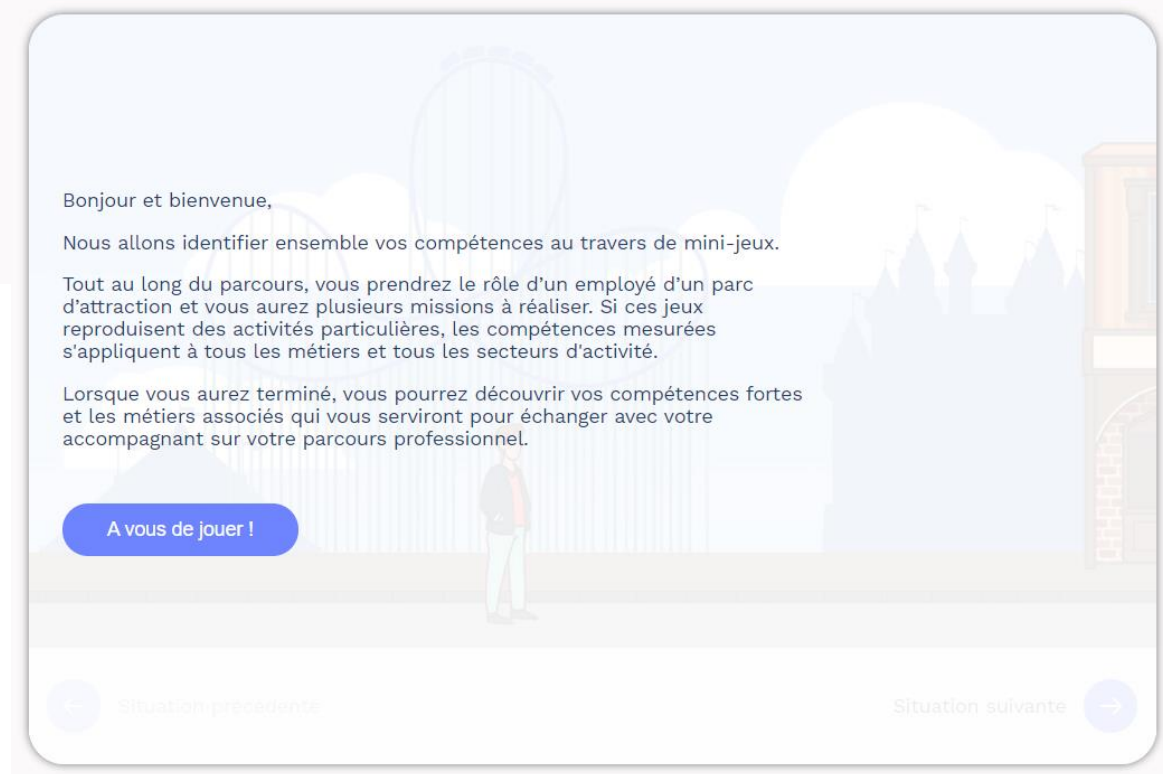 Bonjour et bienvenue,
Nous allons identifier ensemble vos compétences au travers de mini-jeux.
Tout au long du parcours, vous prendrez le rôle d’un employé d’un parc
d’attraction et vous aurez plusieurs missions à réaliser. Si ces jeux
reproduisent des activités particulières, les compétences mesurées
s'appliquent à tous les métiers et tous les secteurs d'activité.
Lorsque vous aurez terminé, vous pourrez découvrir vos compétences fortes
et les métiers associés qui vous serviront pour échanger avec votre
accompagnant sur votre parcours professionnel.
A vous de jouer !
Situation précédente
Situation suivante